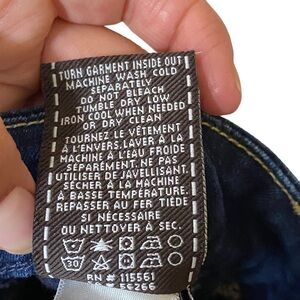 TURN GARMENT INSIDE OUT
MACHINE WASH COLD
SEPARATELY
DO NOT BLEACH
TUMBLE DRY LOW
IRON COOL WHEN NEEDED
OR DRY CLEAN
TOURNEZ LE VÊTEMENT
À L'ENVERS. LAVER À LA
MACHINE À L'EAU FROIDE
SÉPARÉMENT. NE PAS
UTILISER DE JAVELLISANT.
SÉCHER À LA MACHINE
À BASSE TEMPÉRATURE.
REPASSER AU FER TIÈDE
SI NÉCESSAIRE
OU NETTOYER À SEC.
30
RN # 115561
56266